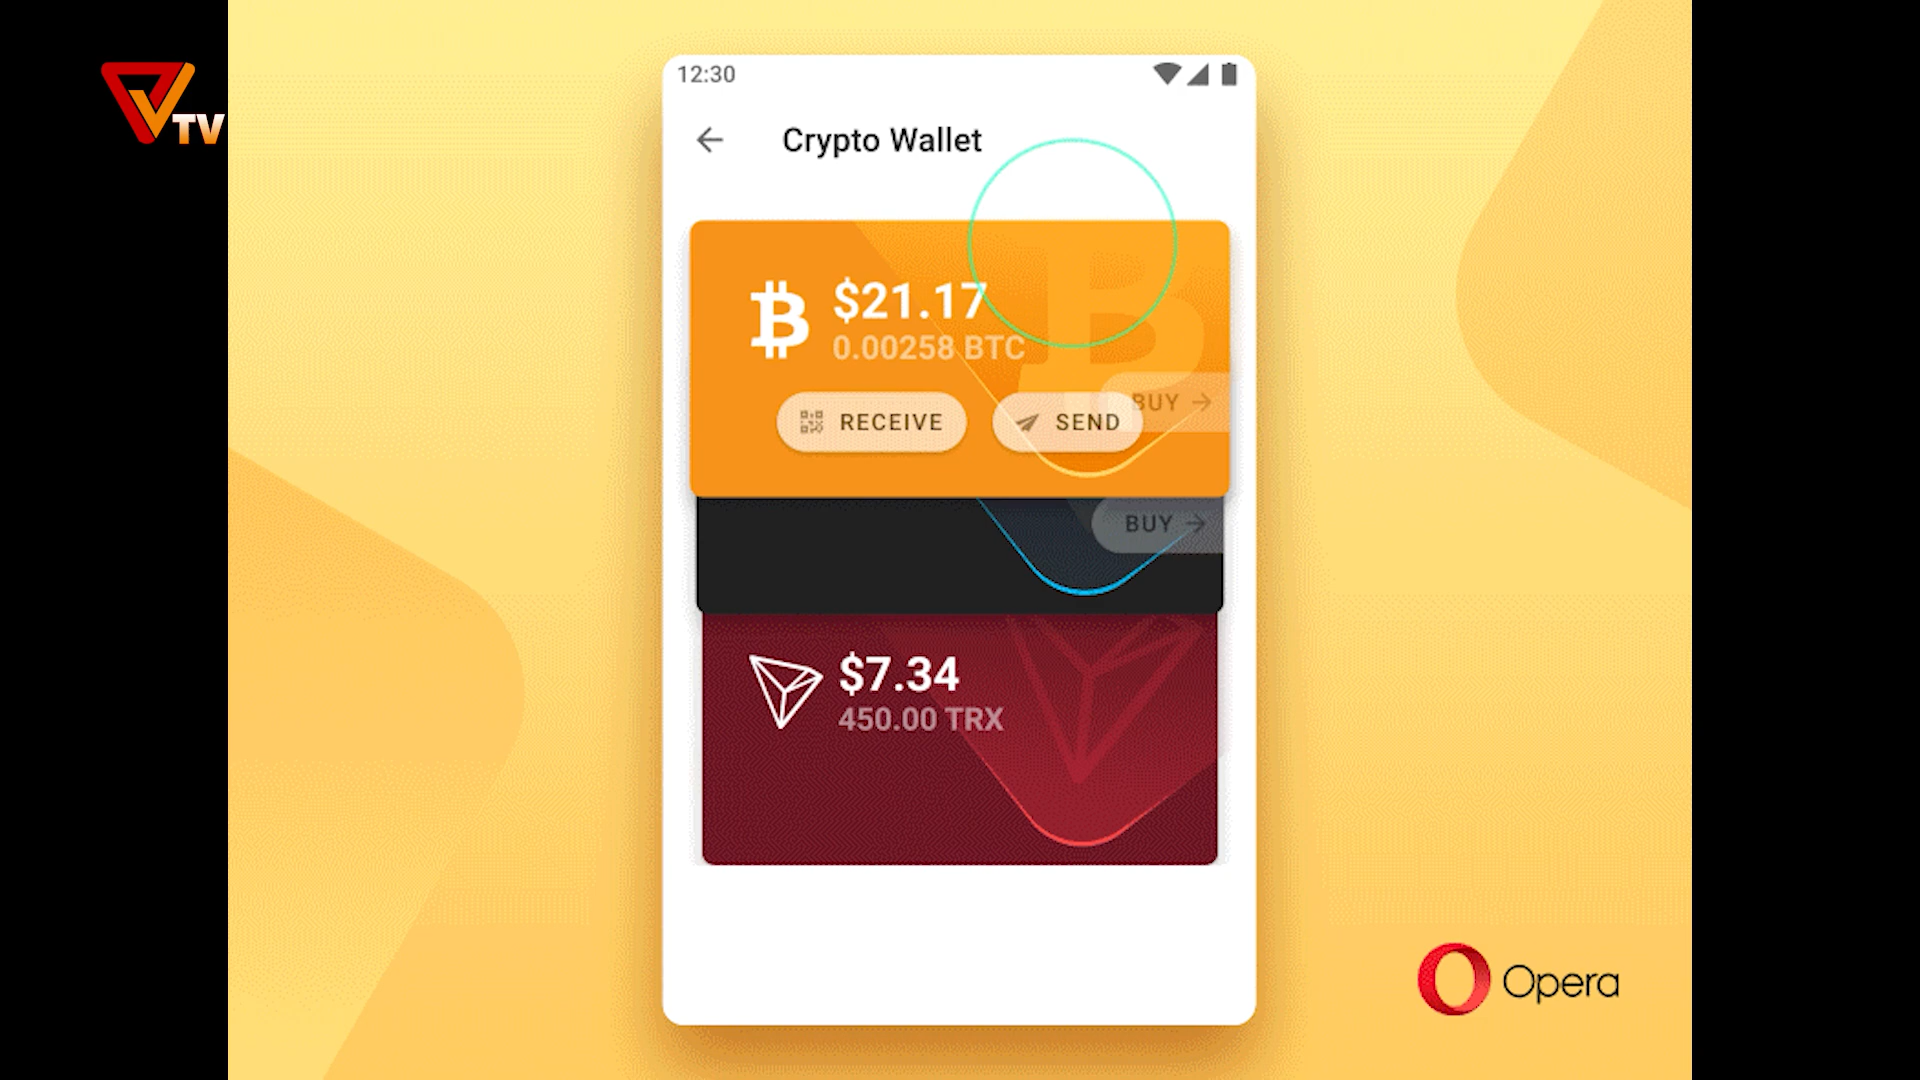 TV
12:30
Crypto Wallet
$21.17
0.00258 BTC
BUY
RECEIVE
SEND
BUY
$7.34
450.00 TRX
Opera